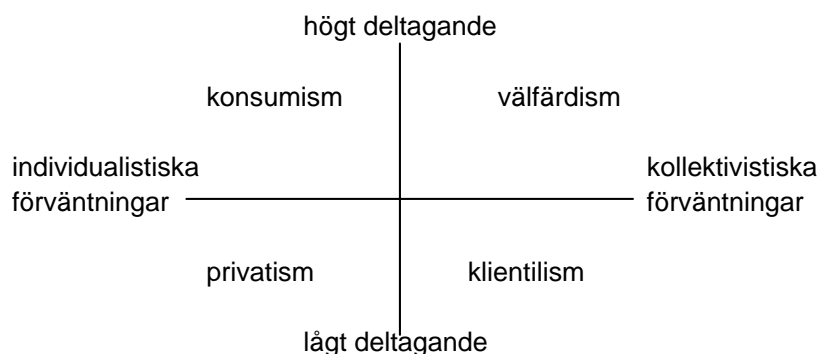 högt deltagande
konsumism välfärdism
individualistiska kollektivistiska
förväntningar förväntningar
privatism klientilism
lågt deltagande